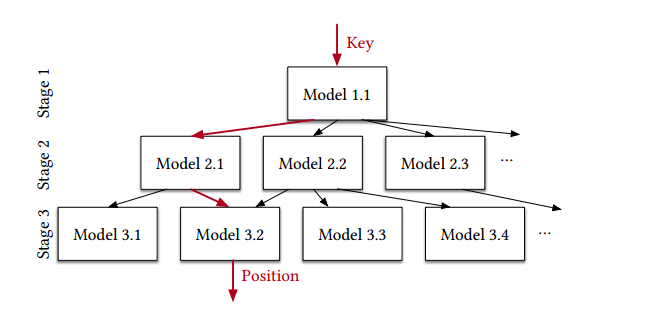 Key
Stage 1
Model 1.1
Stage 2
Model 2.1
Model 2.2
Model 2.3
...
Stage 3
Model 3.1
Model 3.2
Model 3.3
Model 3.4
...
Position